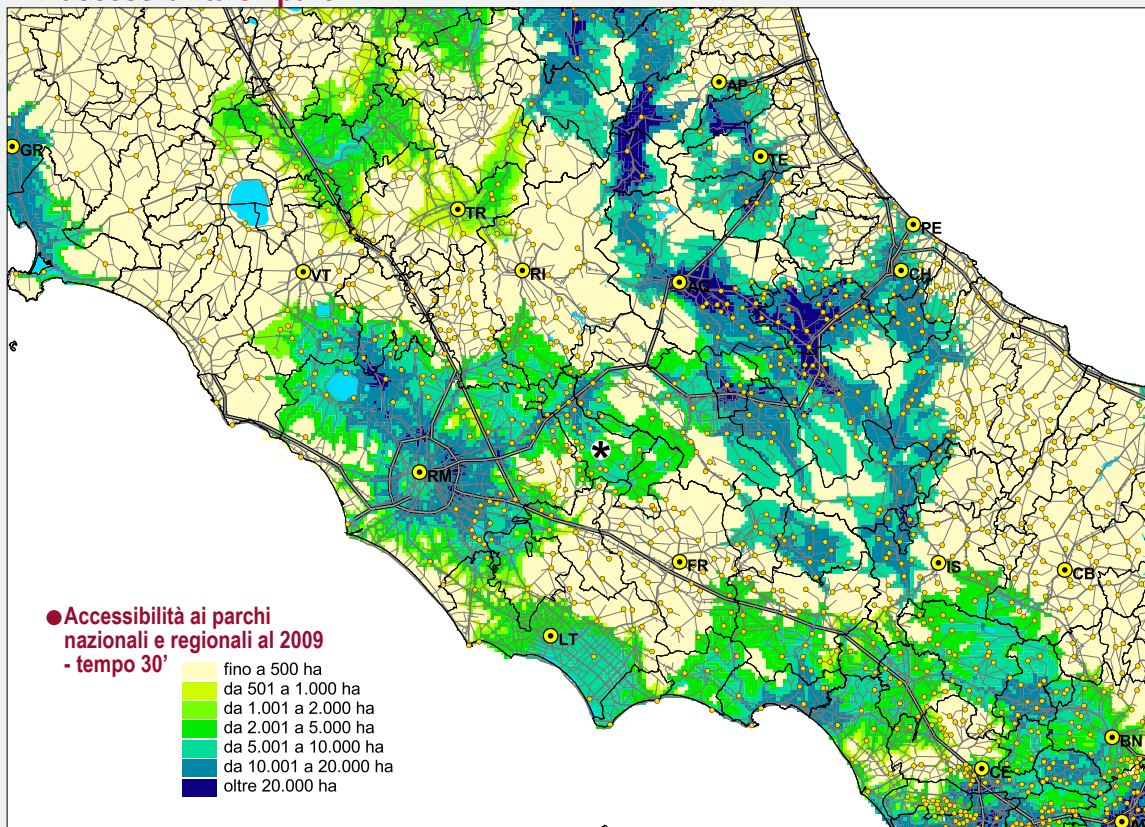 AP
GR
TE
TR
PE
VT
RI
AQ
CH
RM
*
FR
IS
CB
LT
BN
CE
Accessibilità ai parchi
nazionali e regionali al 2009
- tempo 30'
fino a 500 ha
da 501 a 1.000 ha
da 1.001 a 2.000 ha
da 2.001 a 5.000 ha
da 5.001 a 10.000 ha
da 10.001 a 20.000 ha
oltre 20.000 ha